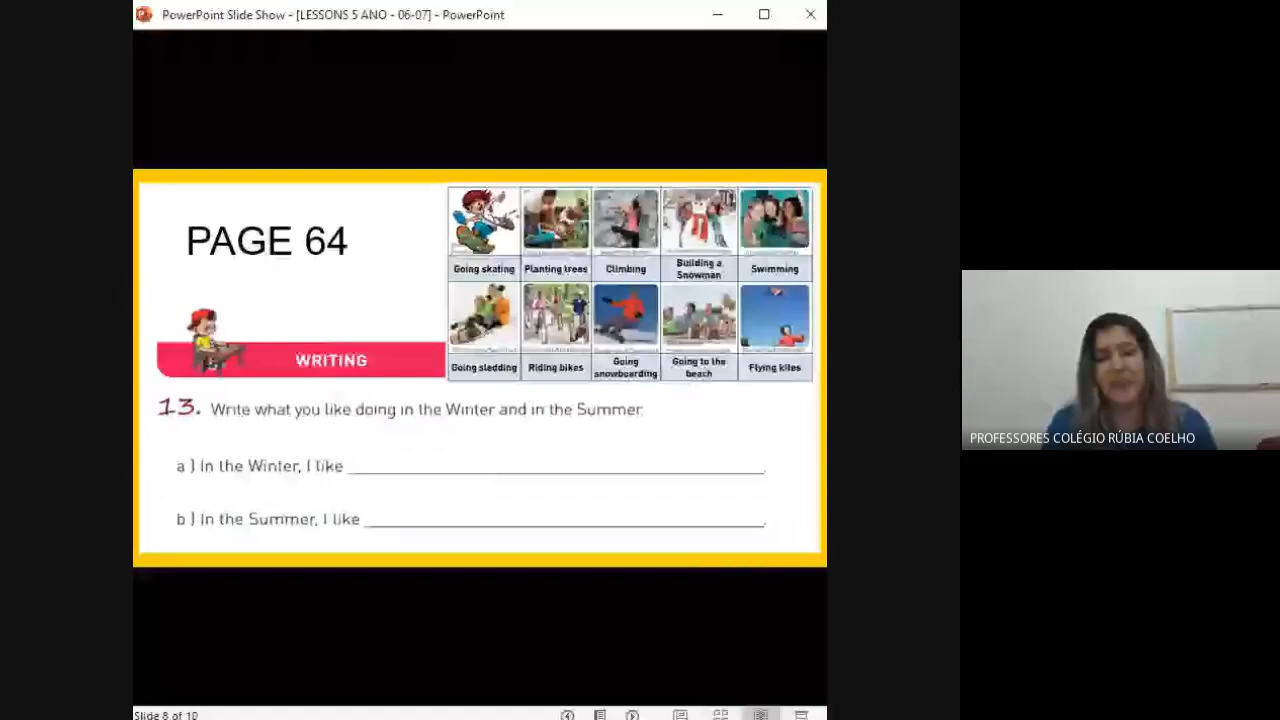 PowerPoint Slide Show - [LESSONS 5 ANO - 06-07] - PowerPoint
PAGE 64
Going skating
Planting trees
Climbing
Building a
Snowman
Swimming
Going sledding
Riding bikes
Going
snowboarding
Going to the
beach
Flying kites
WRITING
13. Write what you like doing in the Winter and in the Summer.
a ) In the Winter, I like ______________________.
b ) In the Summer, I like ______________________.
PROFESSORES COLÉGIO RÚBIA COELHO
Slide 8 of 10